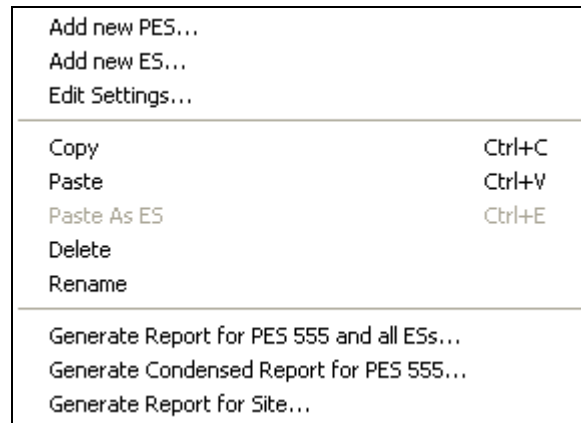 Add new PES...
Add new ES...
Edit Settings...
Copy Ctrl+C
Paste Ctrl+V
Paste As ES Ctrl+E
Delete
Rename
Generate Report for PES 555 and all ESs...
Generate Condensed Report for PES 555...
Generate Report for Site...